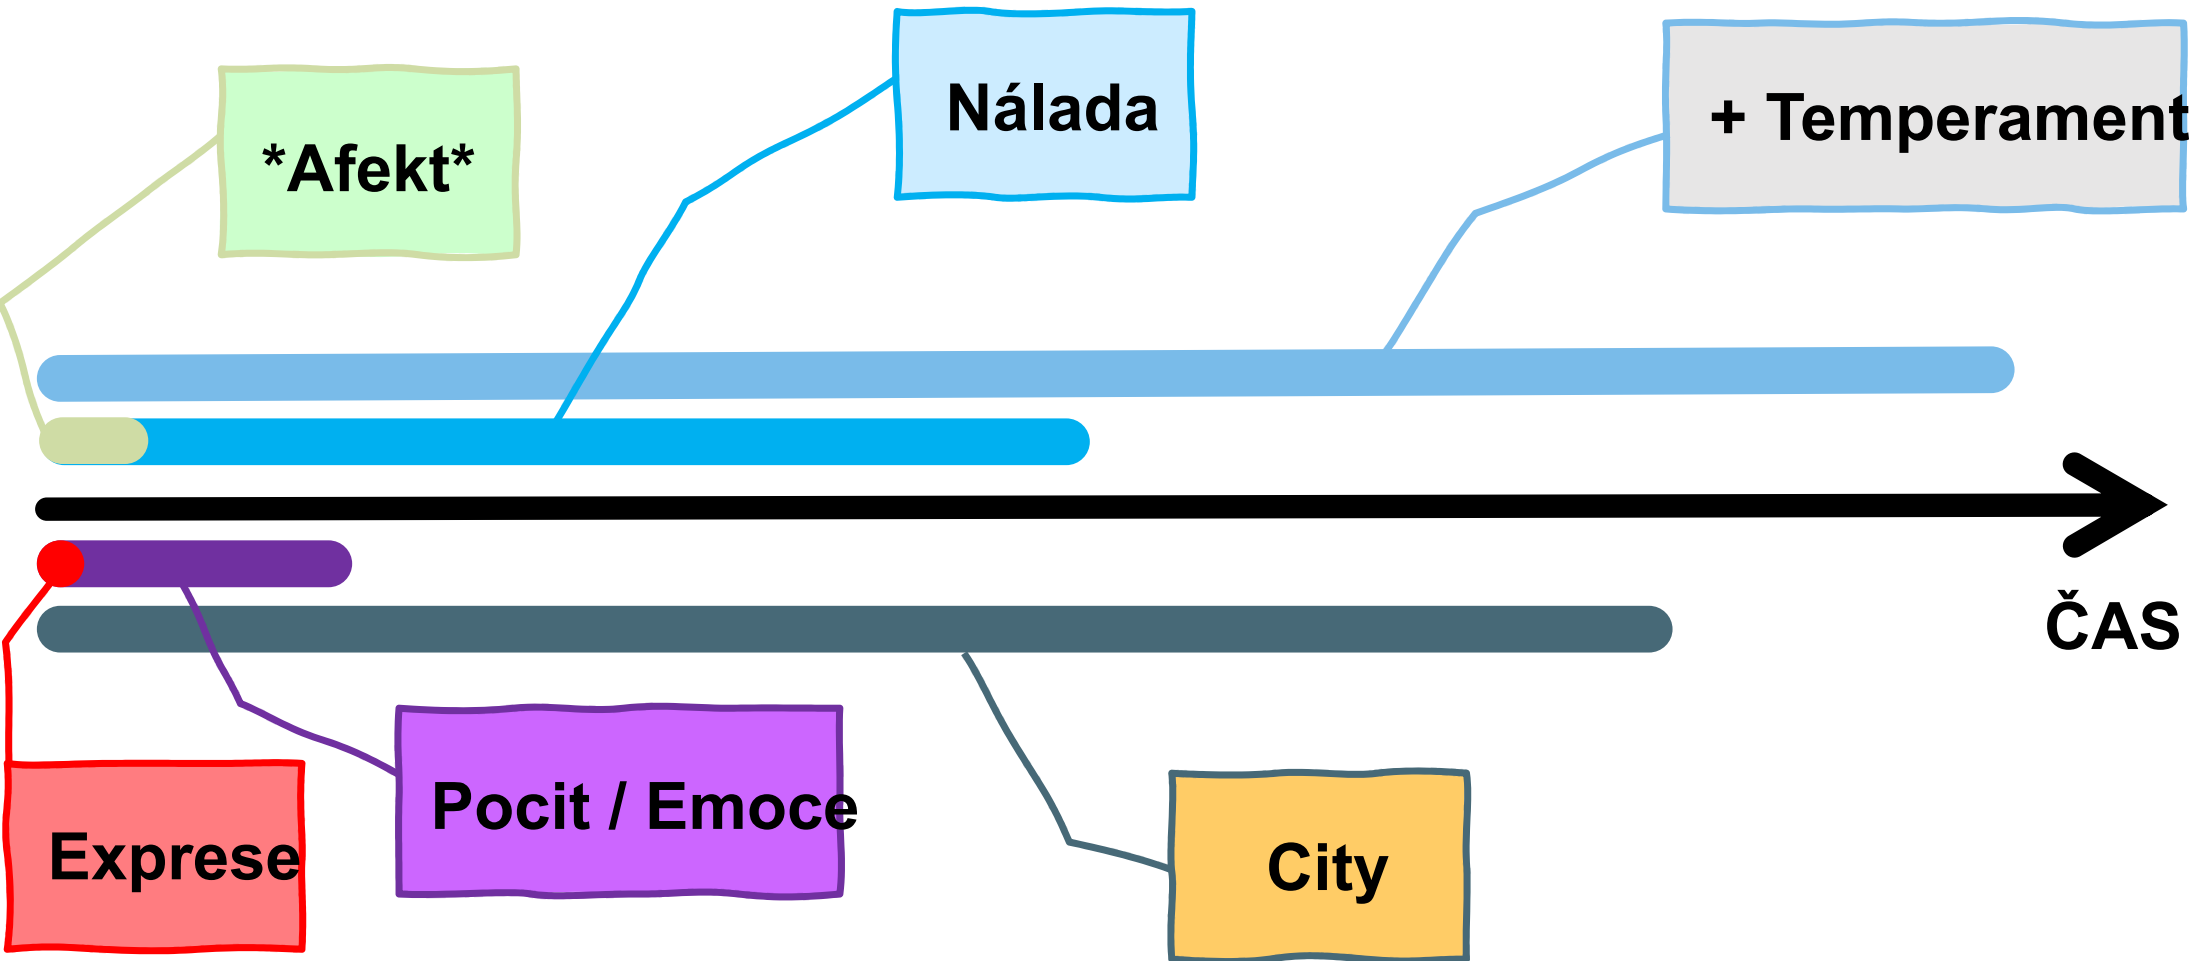 Nálada
+ Temperament
*Afekt*
ČAS
Pocit / Emoce
Exprese
City